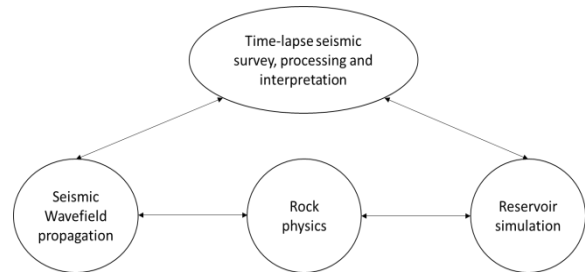 Time-lapse seismic
survey, processing and
interpretation
Seismic
Wavefield
propagation
Rock
physics
Reservoir
simulation